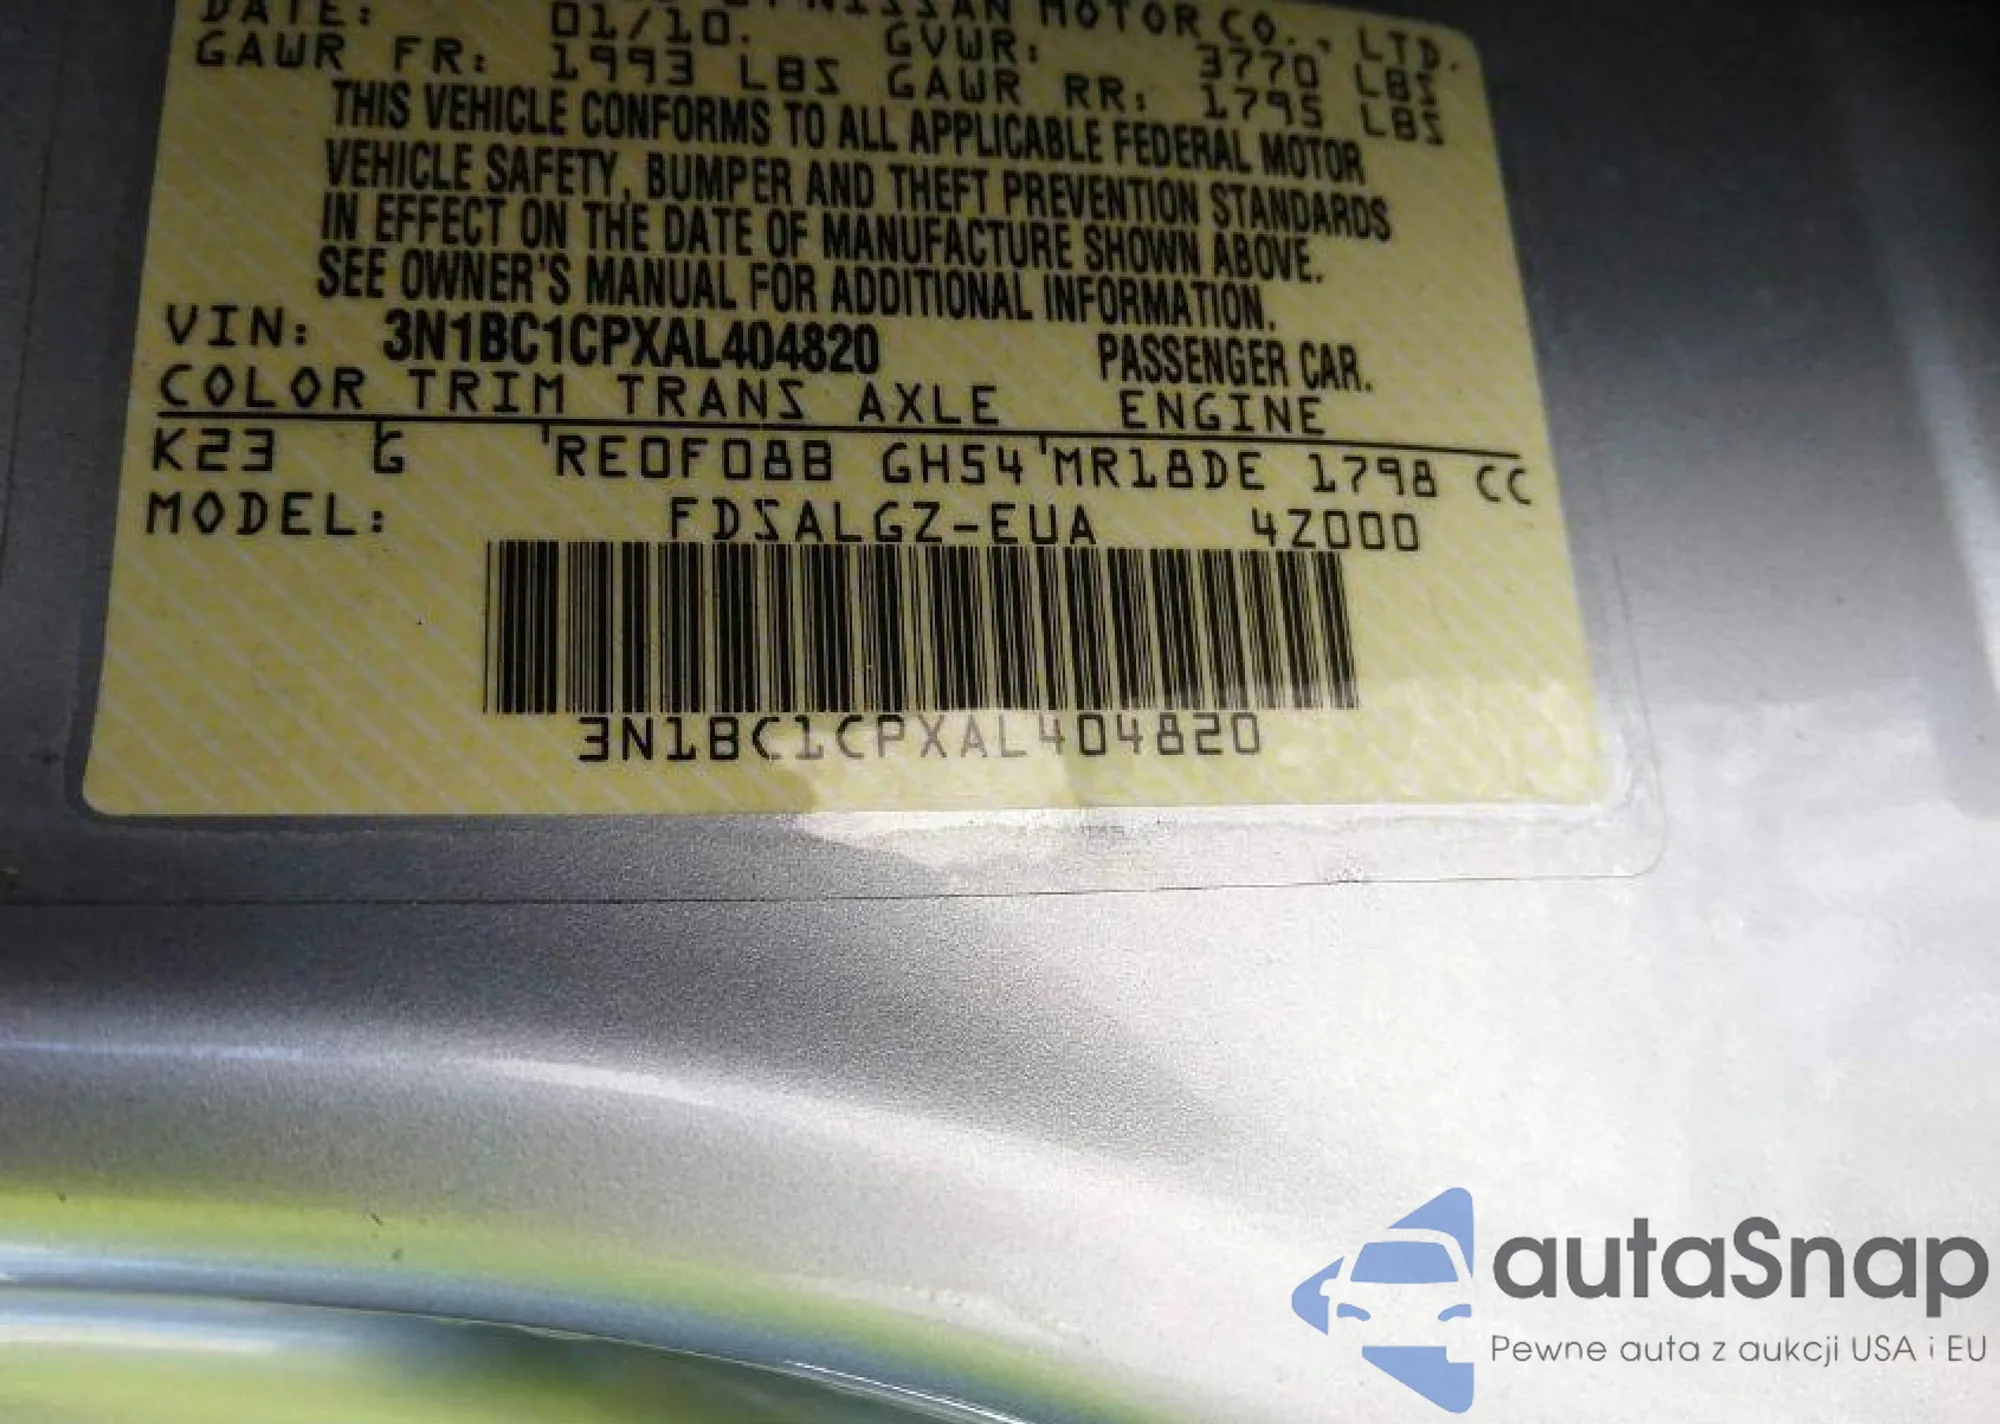 NISSAN MOTOR CO., LTD.
DATE: 01/10. GVWR: 3770 LBS
GAWR FR: 1993 LBS GAWR RR: 1795 LBS
THIS VEHICLE CONFORMS TO ALL APPLICABLE FEDERAL MOTOR
VEHICLE SAFETY, BUMPER AND THEFT PREVENTION STANDARDS
IN EFFECT ON THE DATE OF MANUFACTURE SHOWN ABOVE.
SEE OWNER'S MANUAL FOR ADDITIONAL INFORMATION.
VIN: 3N1BC1CPXAL404820 PASSENGER CAR.
COLOR TRIM TRANS AXLE ENGINE
K23 G RE0F08B GH54 MR18DE 1798 CC
MODEL: FDSALGZ-EUA 4Z000
3N1BC1CPXAL404820
autaSnap
Pewne auta z aukcji USA i EU